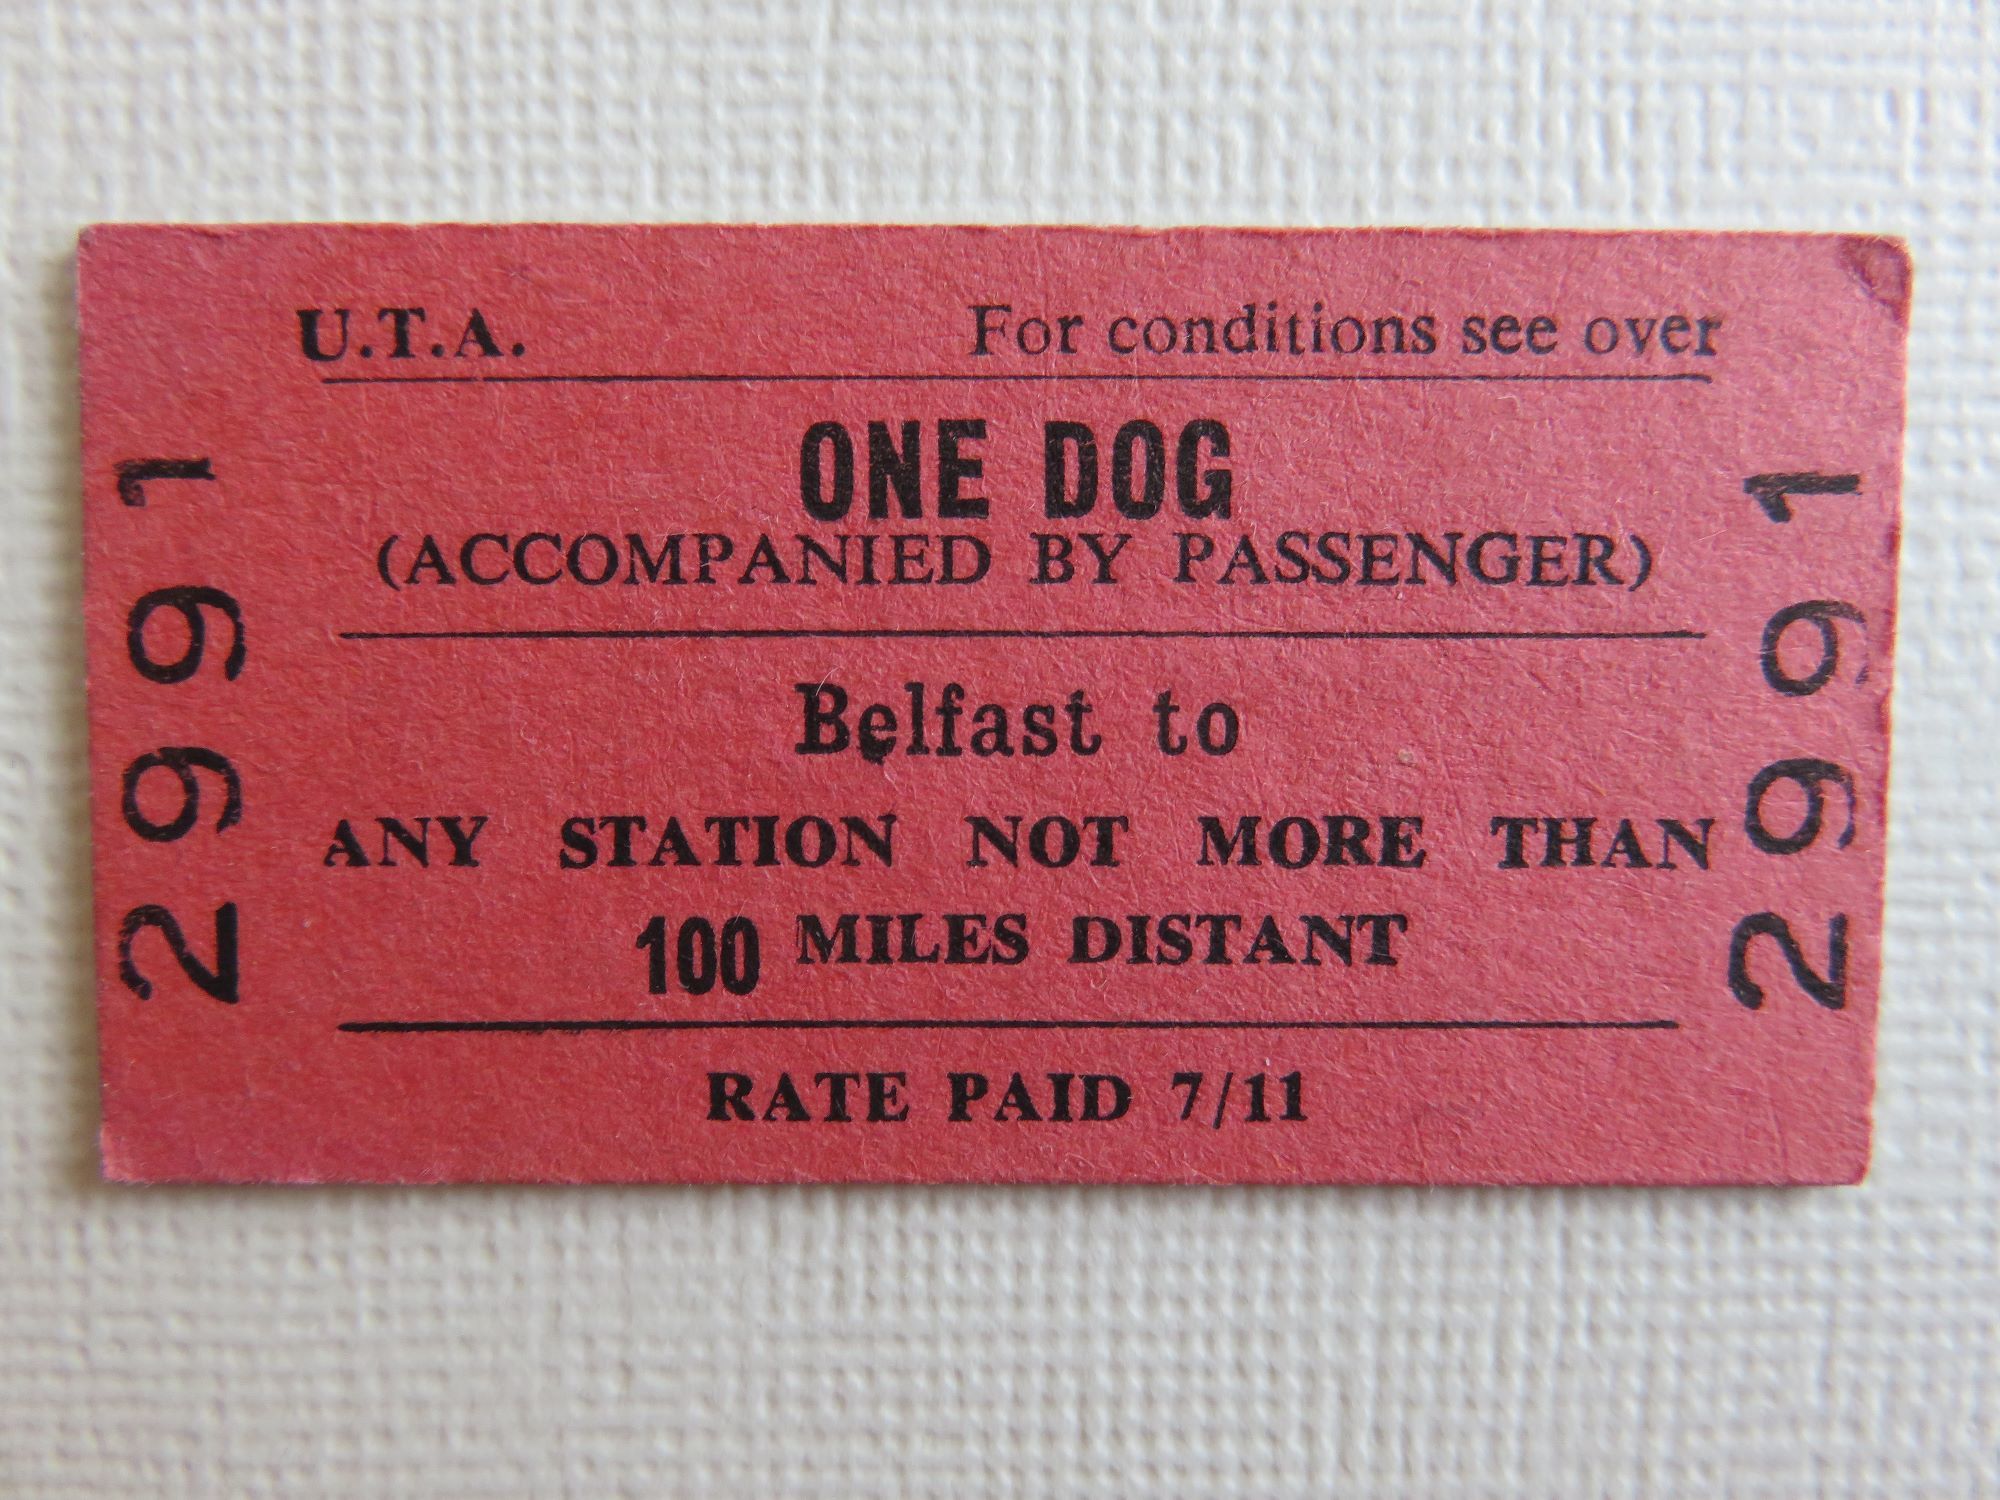 U.T.A. For conditions see over
ONE DOG
(ACCOMPANIED BY PASSENGER)
Belfast to
ANY STATION NOT MORE THAN
100 MILES DISTANT
RATE PAID 7/11
2991
2991